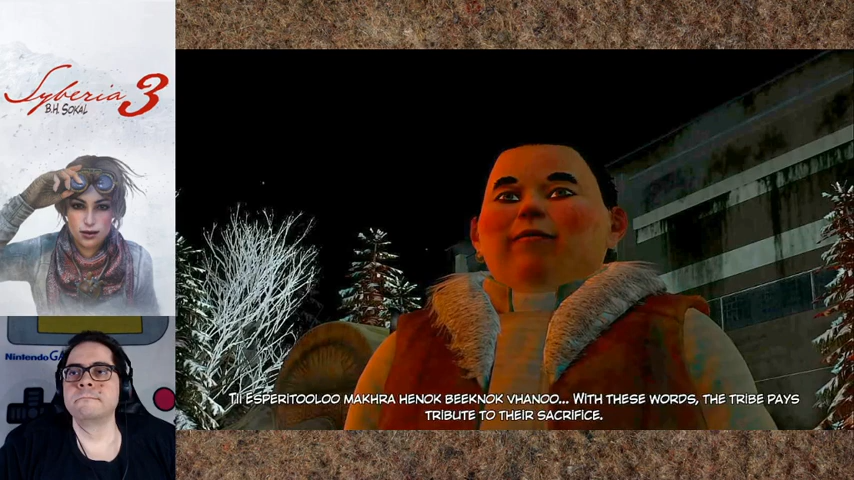 Syberia 3
B.H. SOKAL
Nintendo GA
TII ESPERITOOLOO MAKHRA HENOK BEEKNOK VHANOO... WITH THESE WORDS, THE TRIBE PAYS
TRIBUTE TO THEIR SACRIFICE.